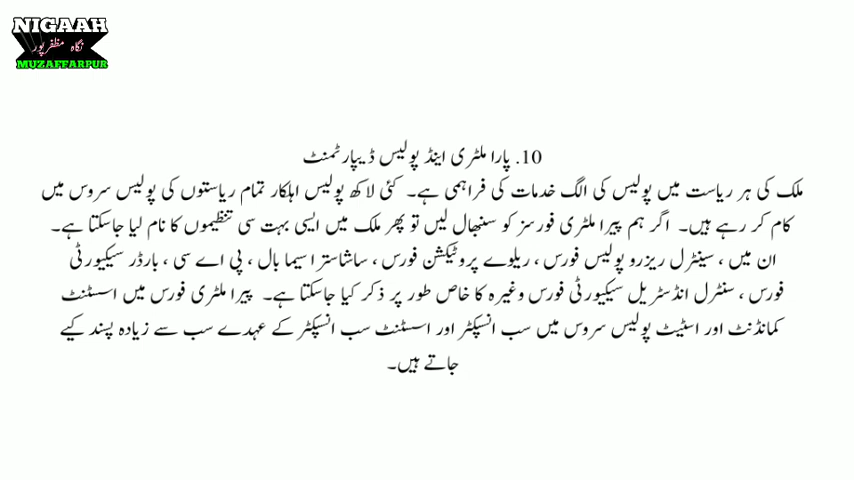 NIGAAH
نگاہ مظفرپور
MUZAFFARPUR
10. پارا ملٹری اینڈ پولیس ڈیپارٹمنٹ
ملک کی ہر ریاست میں پولیس کی الگ خدمات کی فراہمی ہے۔ کئی لاکھ پولیس اہلکار تمام ریاستوں کی پولیس سروس میں
کام کر رہے ہیں۔ اگر ہم پیرا ملٹری فورسز کو سنبھال لیں تو پھر ملک میں ایسی بہت سی تنظیموں کا نام لیا جاسکتا ہے۔
ان میں ، سینٹرل ریزرو پولیس فورس ، ریلوے پروٹیکشن فورس ، ساشاسترا سیما بال ، پی اے سی ، بارڈر سیکیورٹی
فورس ، سنٹرل انڈسٹریل سیکیورٹی فورس وغیرہ کا خاص طور پر ذکر کیا جاسکتا ہے۔ پیرا ملٹری فورس میں اسسٹنٹ
کمانڈنٹ اور اسٹیٹ پولیس سروس میں سب انسپکٹر اور اسسٹنٹ سب انسپکٹر کے عہدے سب سے زیادہ پسند کیے
جاتے ہیں۔